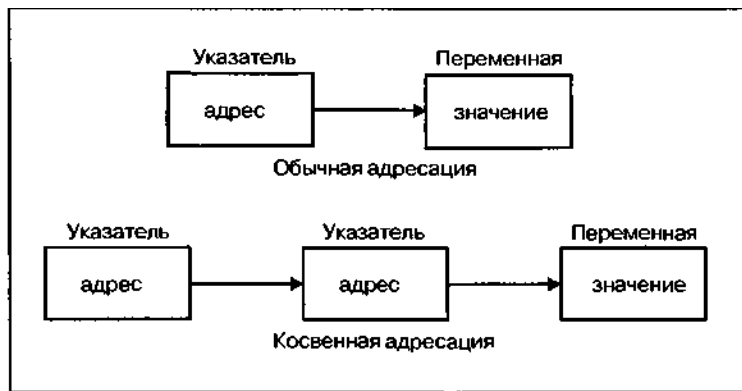 Указатель Переменная
адрес значение
Обычная адресация
Указатель Указатель Переменная
адрес адрес значение
Косвенная адресация